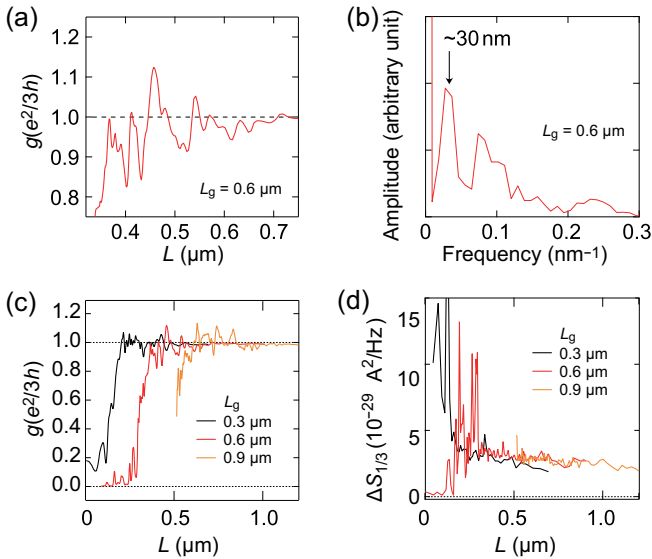 (a)
1.2
1.1
1.0
0.9
0.8
g(e²/3h)
L_g = 0.6 μm
0.4 0.5 0.6 0.7
L (μm)
(b)
~30 nm
Amplitude (arbitrary unit)
L_g = 0.6 μm
0 0.1 0.2 0.3
Frequency (nm⁻¹)
(c)
1.2
1.0
0.8
0.6
0.4
0.2
0.0
g(e²/3h)
L_g
0.3 μm
0.6 μm
0.9 μm
0 0.5 1.0
L (μm)
(d)
15
10
5
0
ΔS_1/3 (10⁻²⁹ A²/Hz)
L_g
0.3 μm
0.6 μm
0.9 μm
0 0.5 1.0
L (μm)